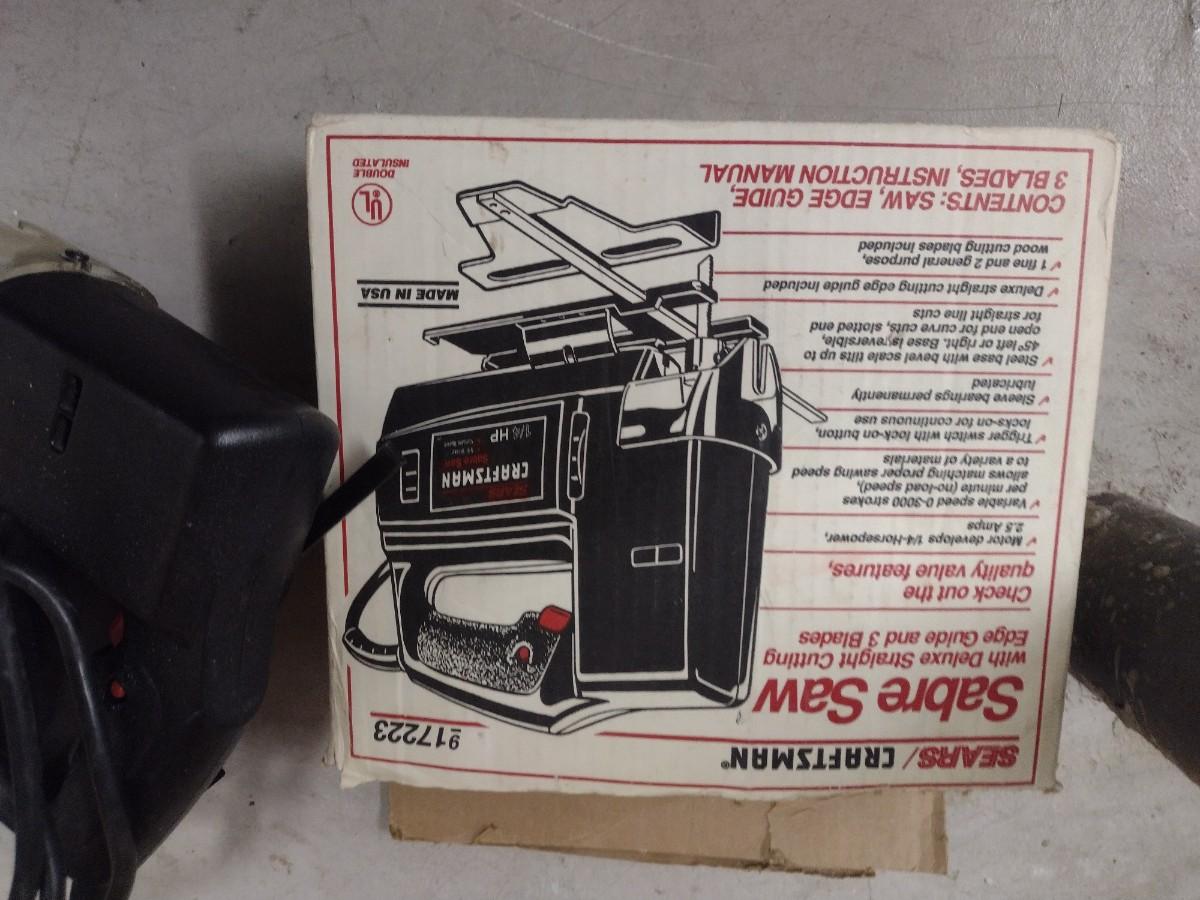 SEARS/CRAFTSMAN®
9 17223
Sabre Saw
with Deluxe Straight Cutting
Edge Guide and 3 Blades
Check out the
quality value features,
✓ Motor develops 1/4-Horsepower,
2.5 Amps
✓ Variable speed 0-3000 strokes
per minute (no-load speed),
allows matching proper sawing speed
to a variety of materials
✓ Trigger switch with lock-on button,
locks-on for continuous use
✓ Sleeve bearings permanently
lubricated
✓ Steel base with bevel scale tilts up to
45° left or right. Base is reversible,
open end for curve cuts, slotted end
for straight line cuts
✓ Deluxe straight cutting edge guide included
✓ 1 fine and 2 general purpose,
wood cutting blades included
CONTENTS: SAW, EDGE GUIDE,
3 BLADES, INSTRUCTION MANUAL
SEARS
CRAFTSMAN
Sabre Saw
1/4 HP
MADE IN USA
UL
DOUBLE
INSULATED